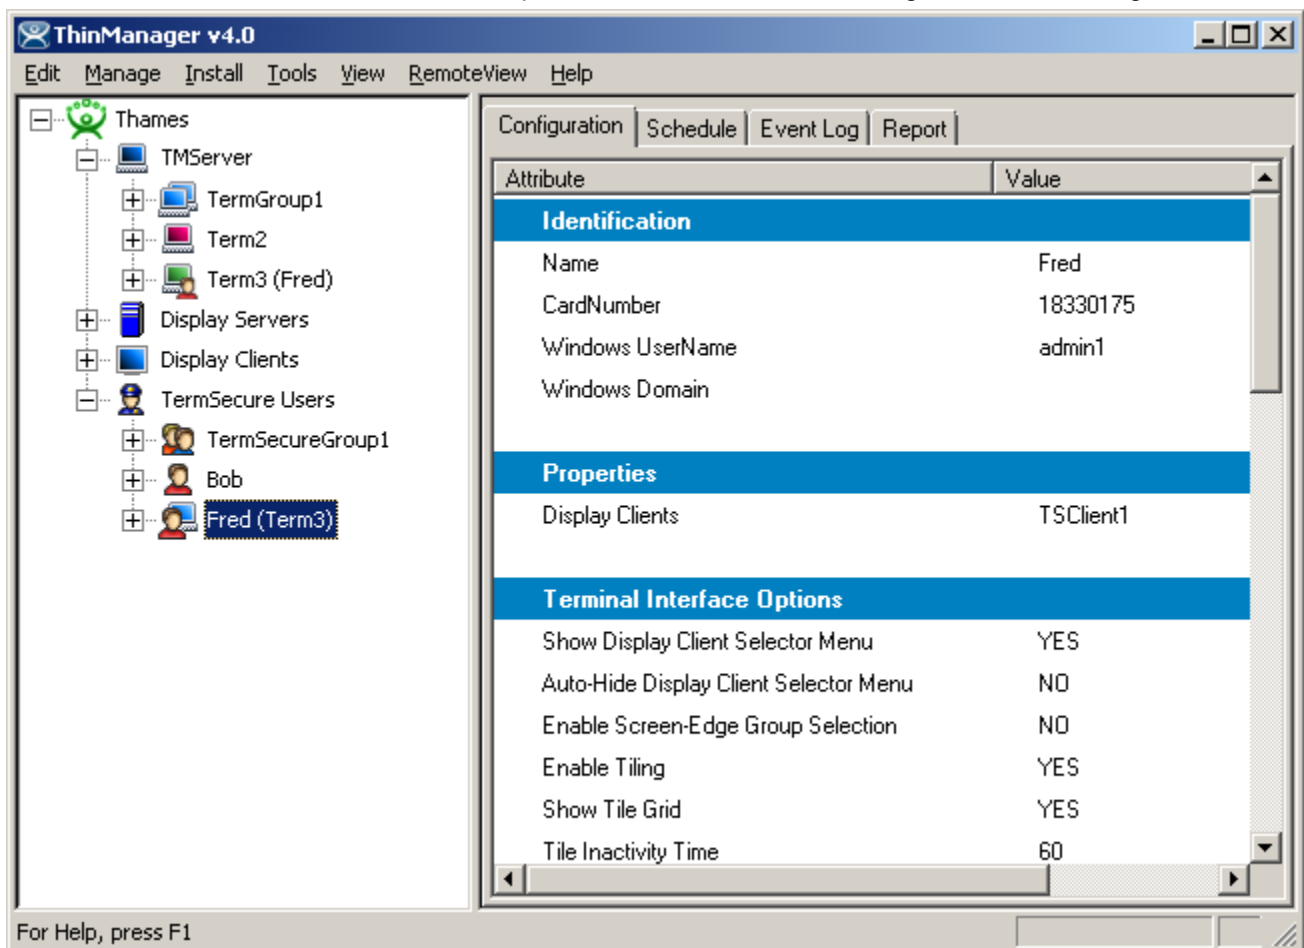 ThinManager v4.0
Edit Manage Install Tools View RemoteView Help
Thames
TMServer
TermGroup1
Term2
Term3 (Fred)
Display Servers
Display Clients
TermSecure Users
TermSecureGroup1
Bob
Fred (Term3)
Configuration Schedule Event Log Report
Attribute Value
Identification
Name Fred
CardNumber 18330175
Windows UserName admin1
Windows Domain
Properties
Display Clients TSClient1
Terminal Interface Options
Show Display Client Selector Menu YES
Auto-Hide Display Client Selector Menu NO
Enable Screen-Edge Group Selection NO
Enable Tiling YES
Show Tile Grid YES
Tile Inactivity Time 60
For Help, press F1